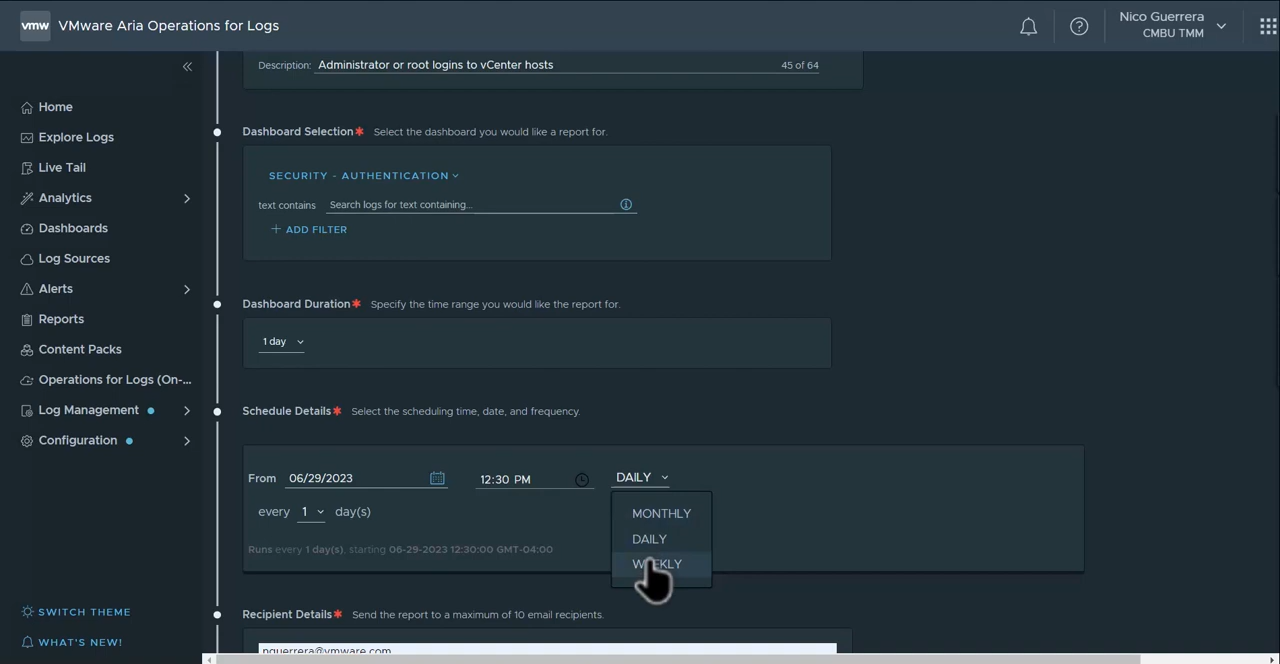 vmw VMware Aria Operations for Logs
Nico Guerrera
CMBU TMM
Description: Administrator or root logins to vCenter hosts 45 of 64
Home
Explore Logs
Live Tail
Analytics
Dashboards
Log Sources
Alerts
Reports
Content Packs
Operations for Logs (On-...
Log Management
Configuration
SWITCH THEME
WHAT'S NEW!
Dashboard Selection* Select the dashboard you would like a report for.
SECURITY - AUTHENTICATION
text contains Search logs for text containing...
+ ADD FILTER
Dashboard Duration* Specify the time range you would like the report for.
1 day
Schedule Details* Select the scheduling time, date, and frequency.
From 06/29/2023 12:30 PM DAILY
every 1 day(s)
MONTHLY
DAILY
WEEKLY
Runs every 1 day(s), starting 06-29-2023 12:30:00 GMT-04:00
Recipient Details* Send the report to a maximum of 10 email recipients.
nguerrera@vmware.com